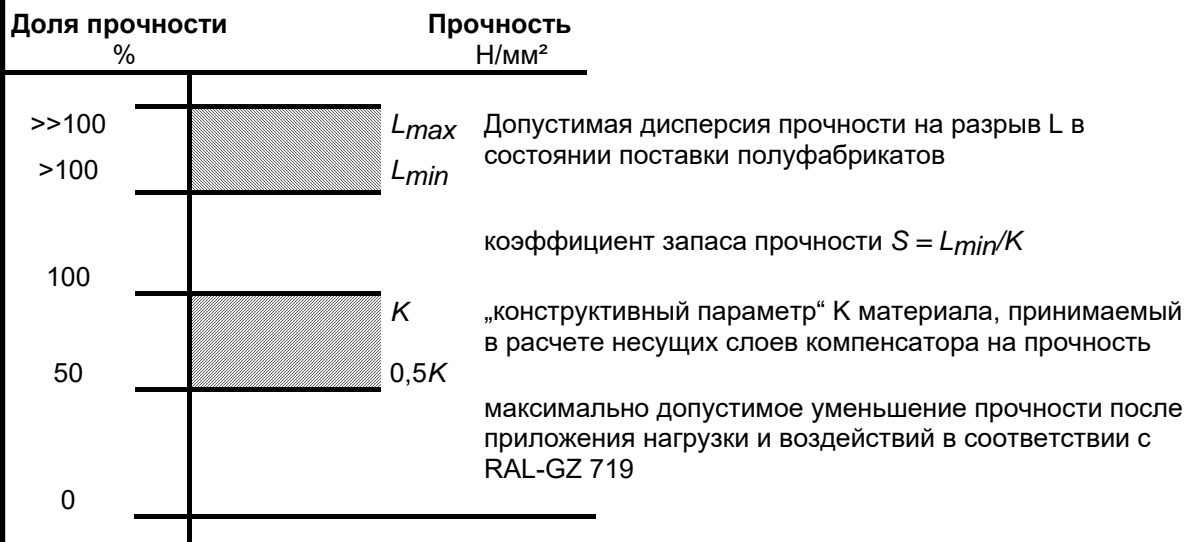 Доля прочности Прочность
% Н/мм²
>>100 Lmax Допустимая дисперсия прочности на разрыв L в
>100 Lmin состоянии поставки полуфабрикатов
коэффициент запаса прочности S = Lmin/K
100
K „конструктивный параметр“ K материала, принимаемый
в расчете несущих слоев компенсатора на прочность
50 0,5K
максимально допустимое уменьшение прочности после
приложения нагрузки и воздействий в соответствии с
RAL-GZ 719
0